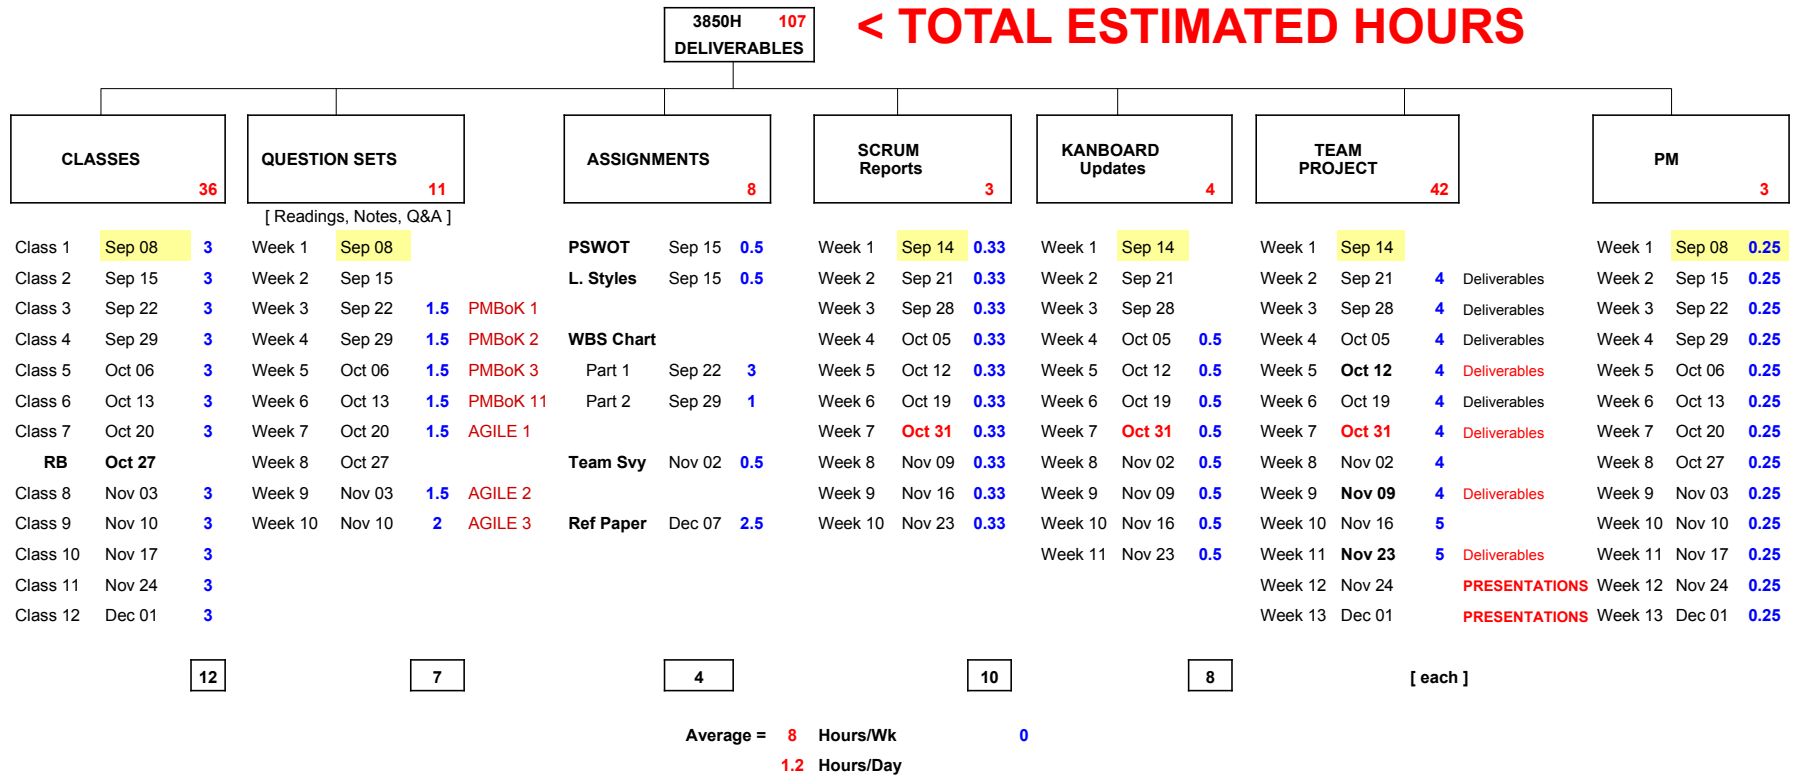 3850H 107
DELIVERABLES
< TOTAL ESTIMATED HOURS
CLASSES
36
QUESTION SETS
11
ASSIGNMENTS
8
SCRUM
Reports
3
KANBOARD
Updates
4
TEAM
PROJECT
42
PM
3
[ Readings, Notes, Q&A ]
Class 1 Sep 08 3 Week 1 Sep 08 PSWOT Sep 15 0.5 Week 1 Sep 14 0.33 Week 1 Sep 14 Week 1 Sep 14 Week 1 Sep 08 0.25
Class 2 Sep 15 3 Week 2 Sep 15 L. Styles Sep 15 0.5 Week 2 Sep 21 0.33 Week 2 Sep 21 Week 2 Sep 21 4 Deliverables Week 2 Sep 15 0.25
Class 3 Sep 22 3 Week 3 Sep 22 1.5 PMBoK 1 Week 3 Sep 28 0.33 Week 3 Sep 28 Week 3 Sep 28 4 Deliverables Week 3 Sep 22 0.25
Class 4 Sep 29 3 Week 4 Sep 29 1.5 PMBoK 2 WBS Chart Week 4 Oct 05 0.33 Week 4 Oct 05 0.5 Week 4 Oct 05 4 Deliverables Week 4 Sep 29 0.25
Class 5 Oct 06 3 Week 5 Oct 06 1.5 PMBoK 3 Part 1 Sep 22 3 Week 5 Oct 12 0.33 Week 5 Oct 12 0.5 Week 5 Oct 12 4 Deliverables Week 5 Oct 06 0.25
Class 6 Oct 13 3 Week 6 Oct 13 1.5 PMBoK 11 Part 2 Sep 29 1 Week 6 Oct 19 0.33 Week 6 Oct 19 0.5 Week 6 Oct 19 4 Deliverables Week 6 Oct 13 0.25
Class 7 Oct 20 3 Week 7 Oct 20 1.5 AGILE 1 Week 7 Oct 31 0.33 Week 7 Oct 31 0.5 Week 7 Oct 31 4 Deliverables Week 7 Oct 20 0.25
RB Oct 27 Week 8 Oct 27 Team Svy Nov 02 0.5 Week 8 Nov 09 0.33 Week 8 Nov 02 0.5 Week 8 Nov 02 4 Week 8 Oct 27 0.25
Class 8 Nov 03 3 Week 9 Nov 03 1.5 AGILE 2 Week 9 Nov 16 0.33 Week 9 Nov 09 0.5 Week 9 Nov 09 4 Deliverables Week 9 Nov 03 0.25
Class 9 Nov 10 3 Week 10 Nov 10 2 AGILE 3 Ref Paper Dec 07 2.5 Week 10 Nov 23 0.33 Week 10 Nov 16 0.5 Week 10 Nov 16 5 Week 10 Nov 10 0.25
Class 10 Nov 17 3 Week 11 Nov 23 0.5 Week 11 Nov 23 5 Deliverables Week 11 Nov 17 0.25
Class 11 Nov 24 3 Week 12 Nov 24 PRESENTATIONS Week 12 Nov 24 0.25
Class 12 Dec 01 3 Week 13 Dec 01 PRESENTATIONS Week 13 Dec 01 0.25
12 7 4 10 8 [ each ]
Average = 8 Hours/Wk 0
1.2 Hours/Day